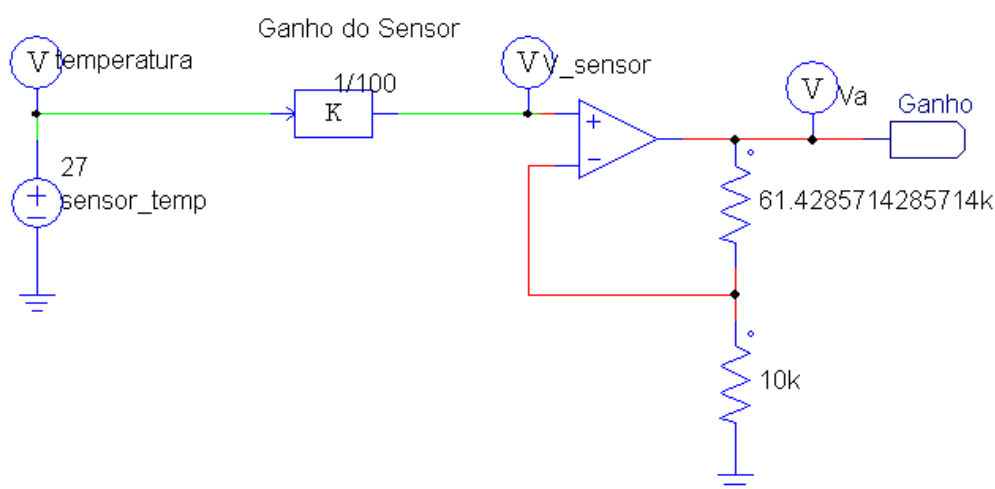 Ganho do Sensor
V temperatura
1/100
K
V V_sensor
V Va
Ganho
27
sensor_temp
61.4285714285714k
10k